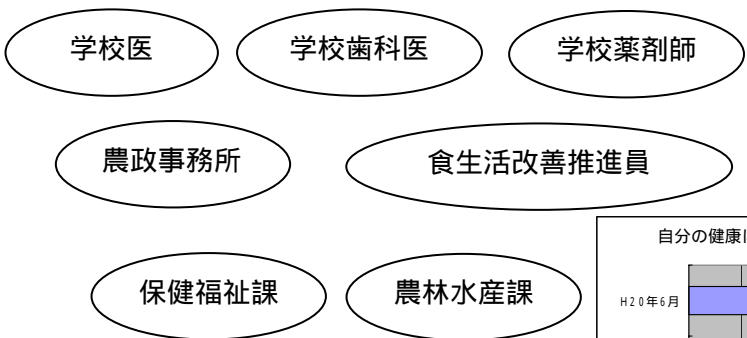 学校医 学校歯科医 学校薬剤師
農政事務所 食生活改善推進員
保健福祉課 農林水産課
自分の健康
H20年6月